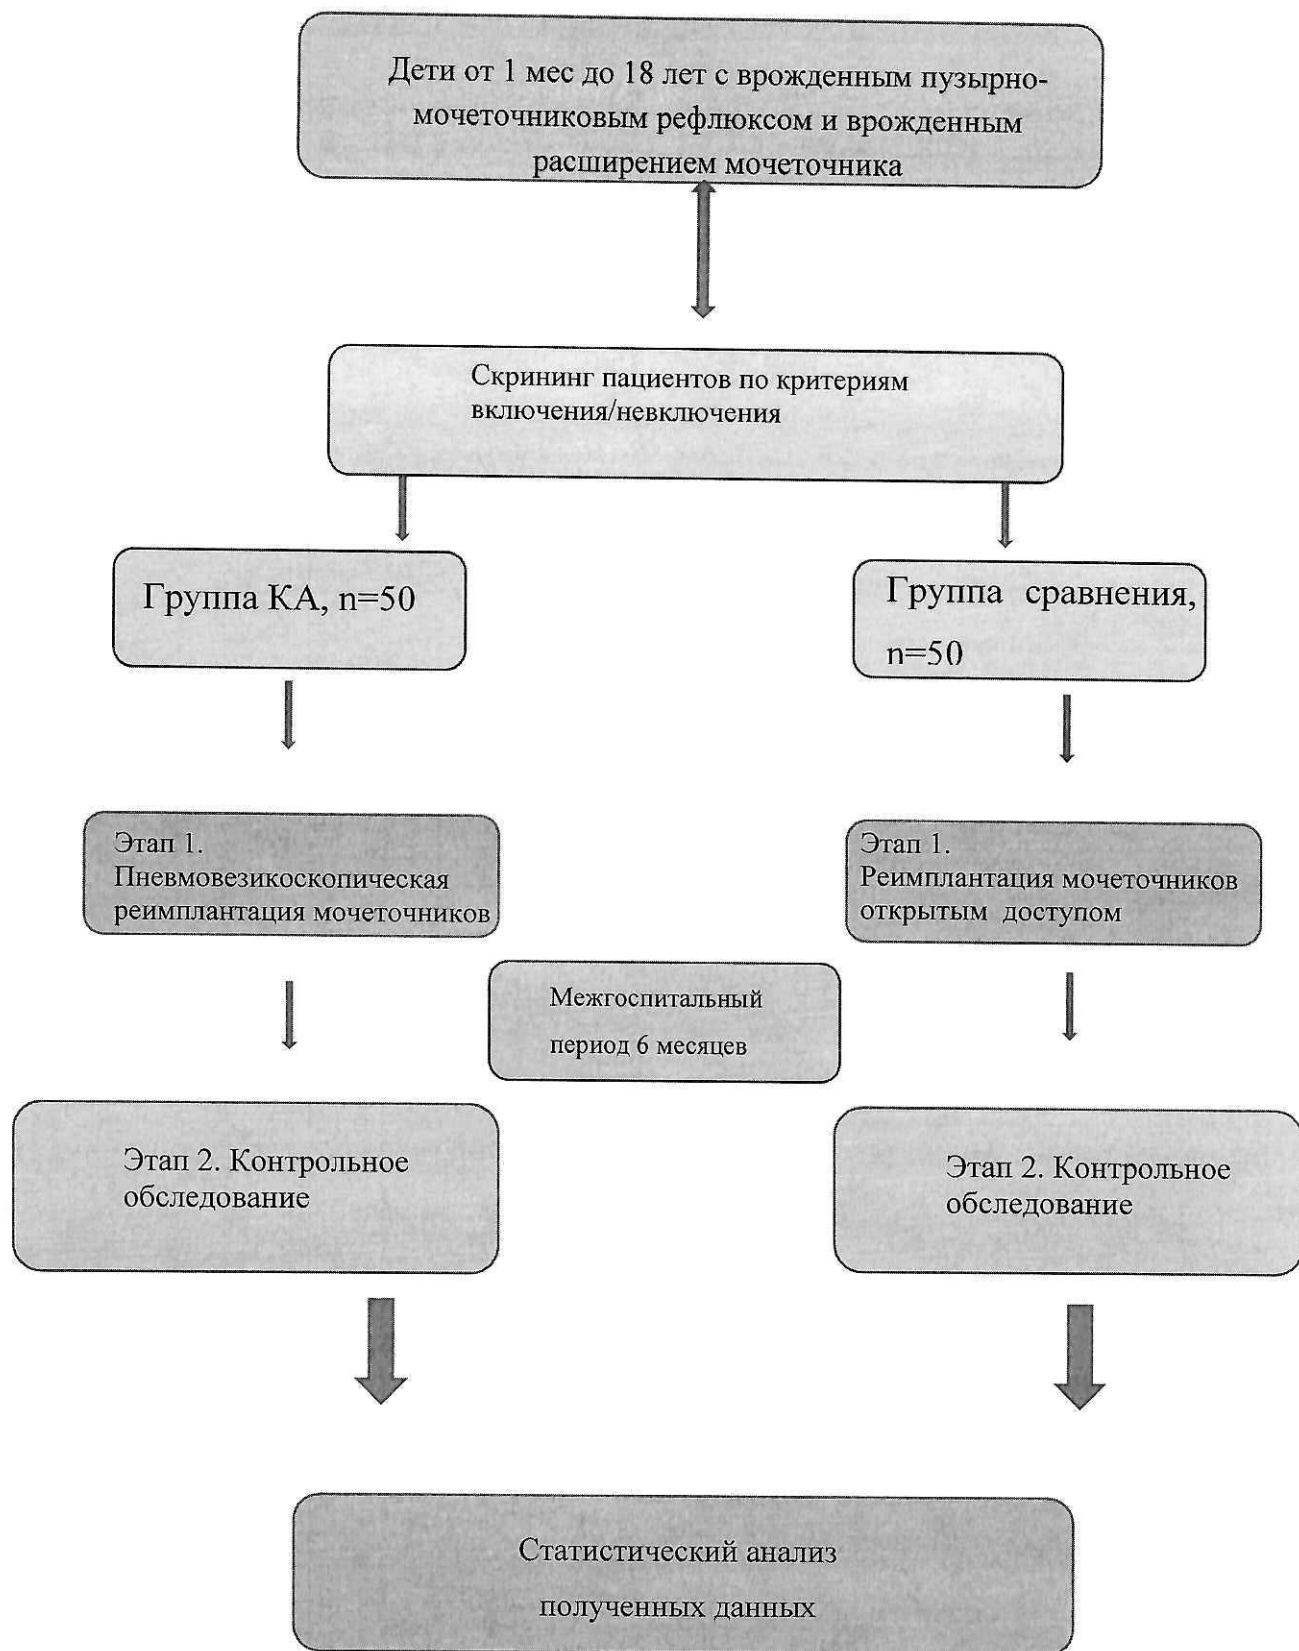 Дети от 1 мес до 18 лет с врожденным пузырно-
мочеточниковым рефлюксом и врожденным
расширением мочеточника
Скрининг пациентов по критериям
включения/невключения
Группа КА, n=50
Группа сравнения,
n=50
Этап 1.
Пневмовезикоскопическая
реимплантация мочеточников
Этап 1.
Реимплантация мочеточников
открытым доступом
Межгоспитальный
период 6 месяцев
Этап 2. Контрольное
обследование
Этап 2. Контрольное
обследование
Статистический анализ
полученных данных